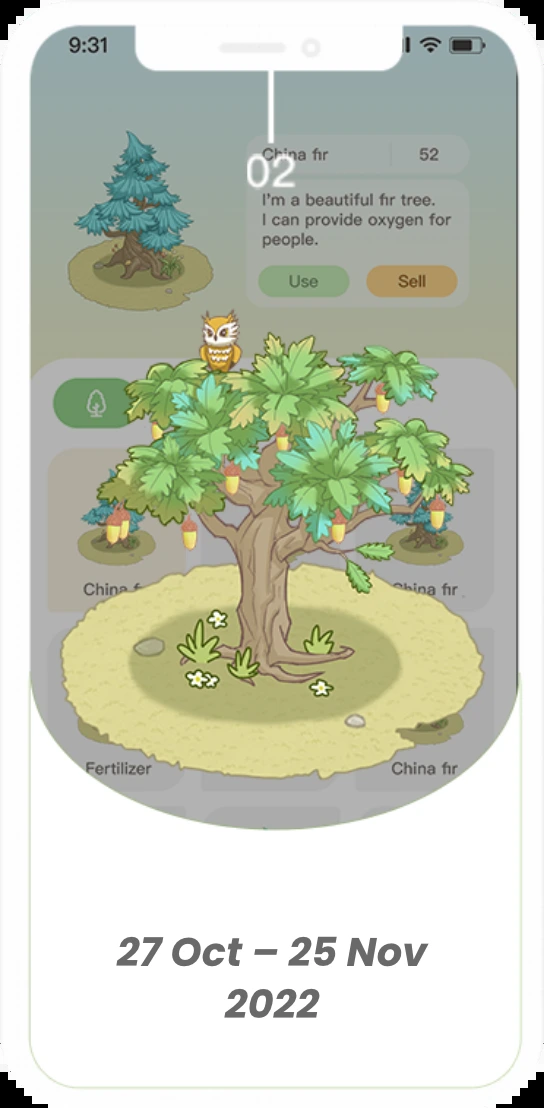 9:31
02
China fir
52
I'm a beautiful fir tree.
I can provide oxygen for
people.
Use
Sell
China f
China fir
Fertilizer
China fir
27 Oct – 25 Nov
2022